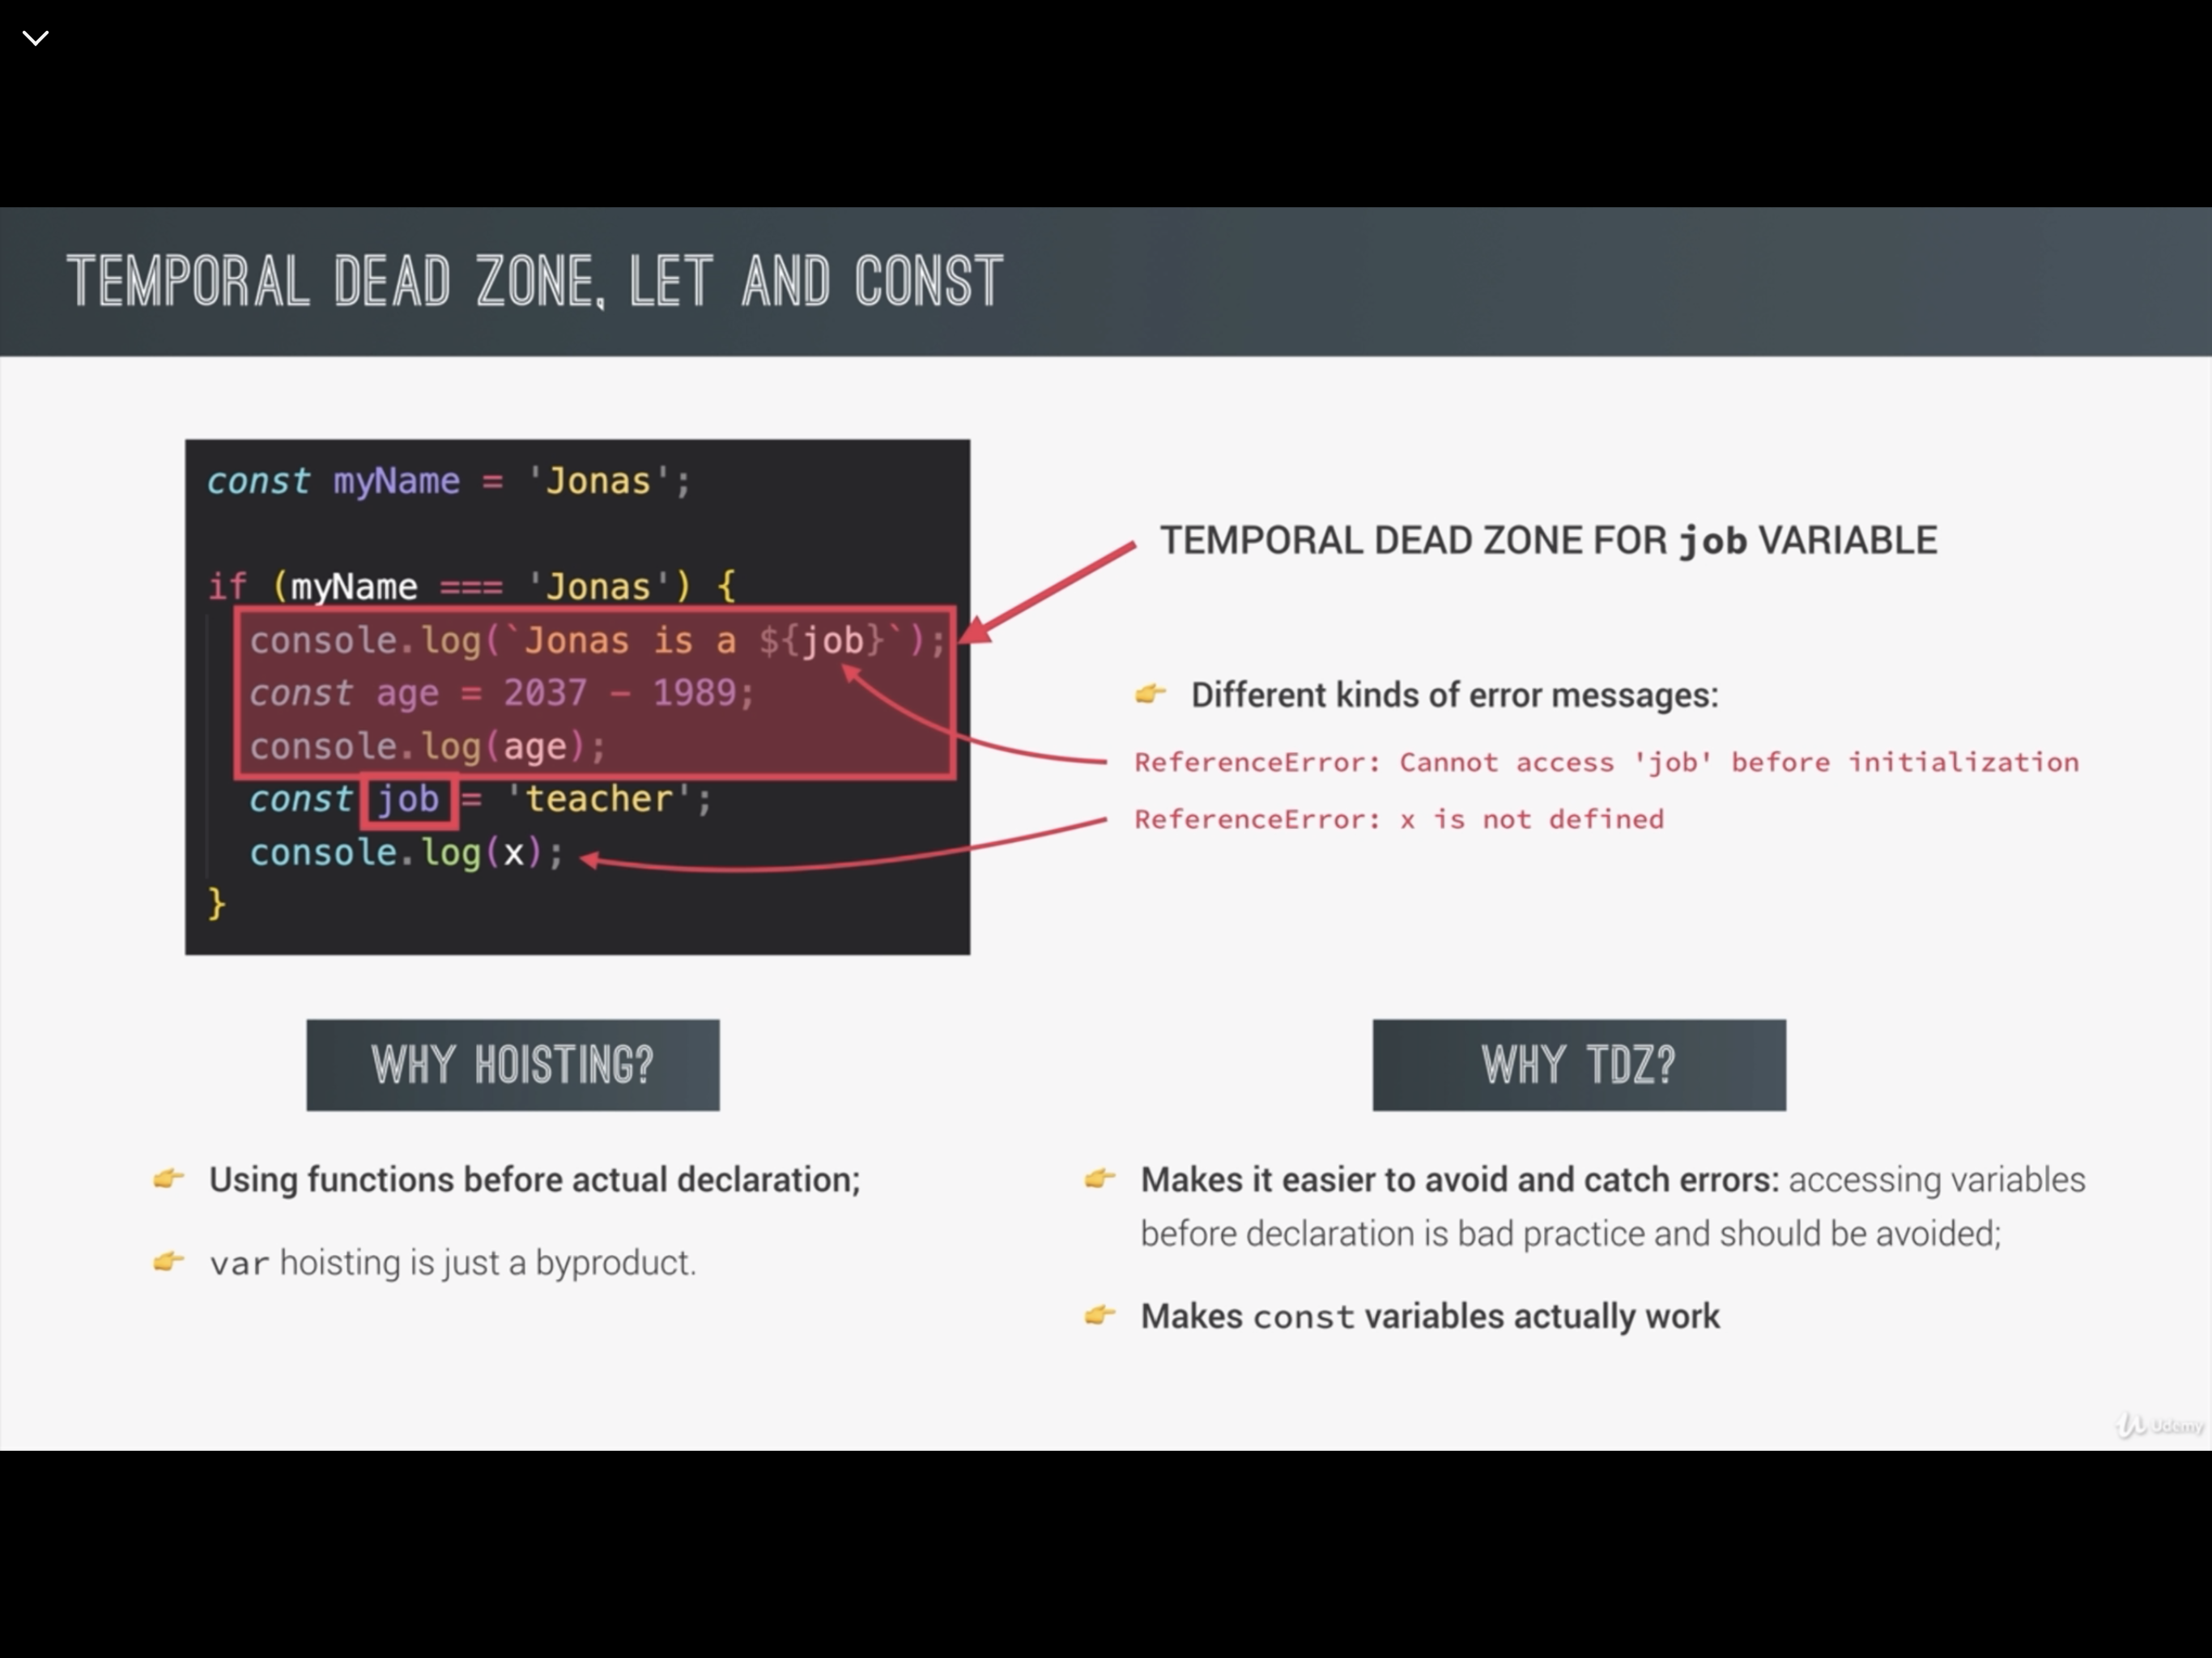 TEMPORAL DEAD ZONE, LET AND CONST
const myName = 'Jonas';
if (myName === 'Jonas') {
console.log(`Jonas is a ${job}`);
const age = 2037 - 1989;
console.log(age);
const job = 'teacher';
console.log(x);
}
TEMPORAL DEAD ZONE FOR job VARIABLE
👉 Different kinds of error messages:
ReferenceError: Cannot access 'job' before initialization
ReferenceError: x is not defined
WHY HOISTING?
👉 Using functions before actual declaration;
👉 var hoisting is just a byproduct.
WHY TDZ?
👉 Makes it easier to avoid and catch errors: accessing variables
before declaration is bad practice and should be avoided;
👉 Makes const variables actually work
Udemy